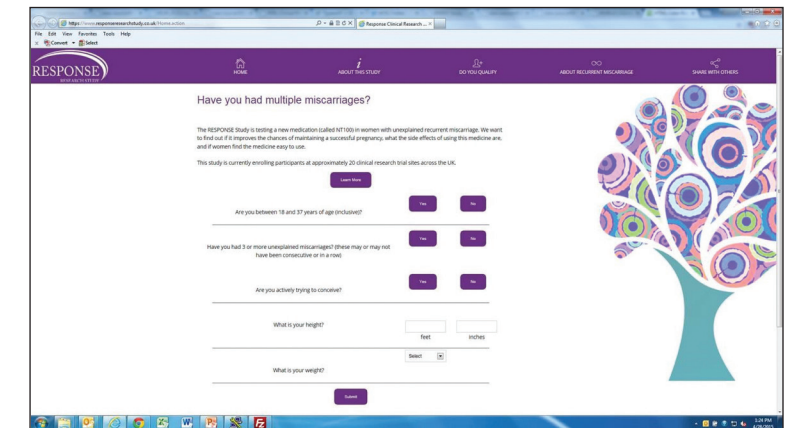 https://www.responseresearchstudy.co.uk/Home.action
Response Clinical Research ...
File Edit View Favorites Tools Help
Convert Select
RESPONSE
RESEARCH STUDY
HOME
ABOUT THIS STUDY
DO YOU QUALIFY
ABOUT RECURRENT MISCARRIAGE
SHARE WITH OTHERS
Have you had multiple miscarriages?
The RESPONSE Study is testing a new medication (called NT100) in women with unexplained recurrent miscarriage. We want
to find out if it improves the chances of maintaining a successful pregnancy, what the side effects of using this medicine are,
and if women find the medicine easy to use.
This study is currently enrolling participants at approximately 20 clinical research trial sites across the UK.
Learn More
Are you between 18 and 37 years of age (inclusive)?
Yes No
Have you had 3 or more unexplained miscarriages? (these may or may not
have been consecutive or in a row)
Yes No
Are you actively trying to conceive?
Yes No
What is your height?
Feet Inches
What is your weight?
Select
Submit
3:24 PM
4/28/2015